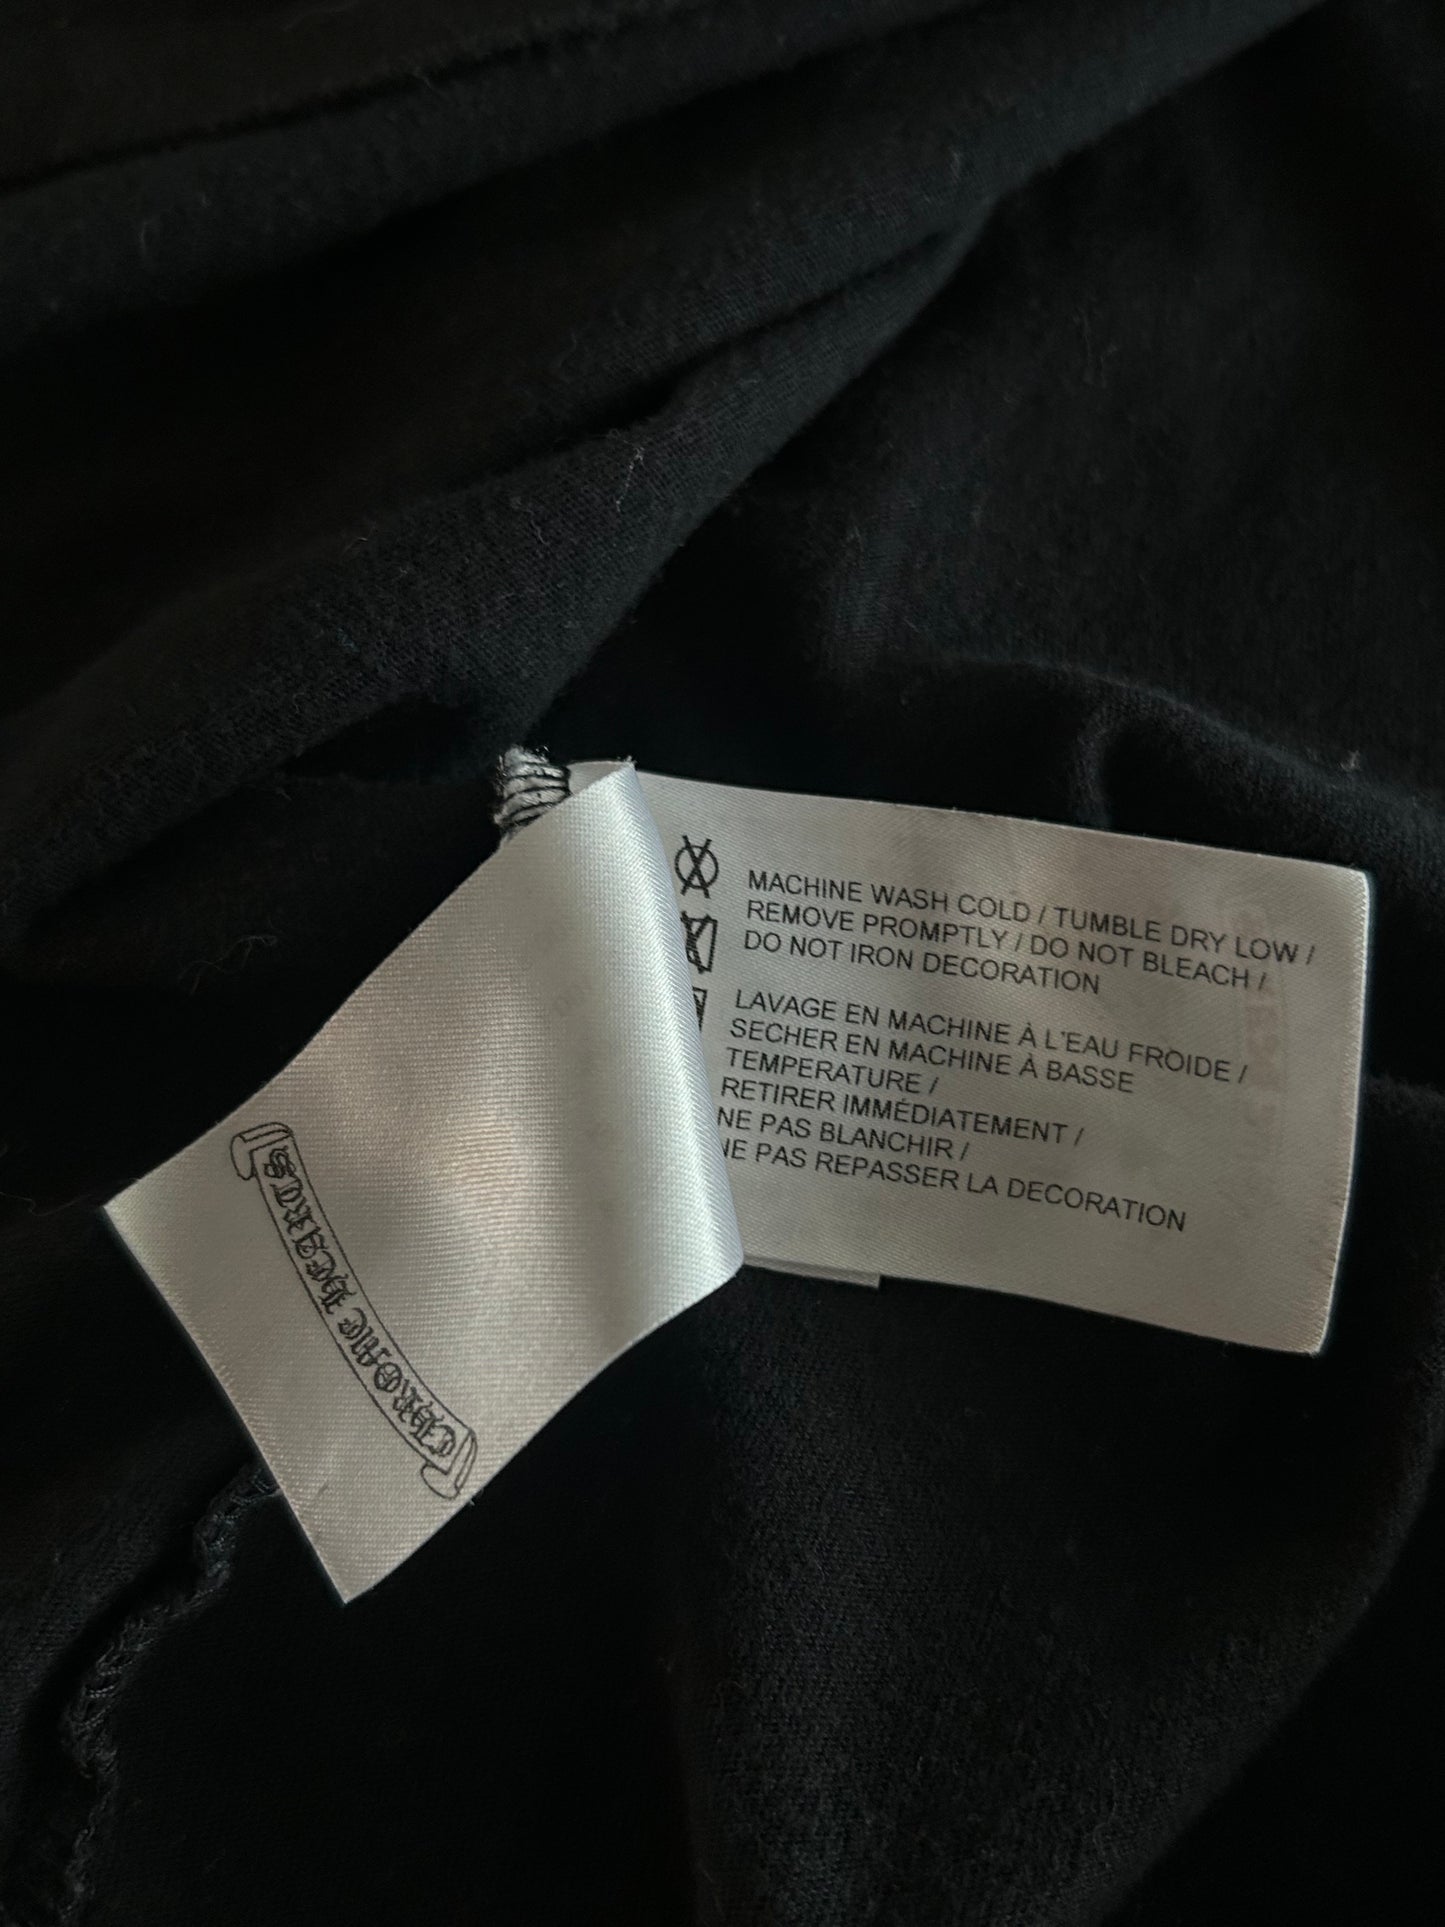 MACHINE WASH COLD / TUMBLE DRY LOW /
REMOVE PROMPTLY / DO NOT BLEACH /
DO NOT IRON DECORATION
LAVAGE EN MACHINE À L'EAU FROIDE /
SECHER EN MACHINE À BASSE
TEMPERATURE /
RETIRER IMMÉDIATEMENT /
NE PAS BLANCHIR /
NE PAS REPASSER LA DECORATION
CHROME HEARTS